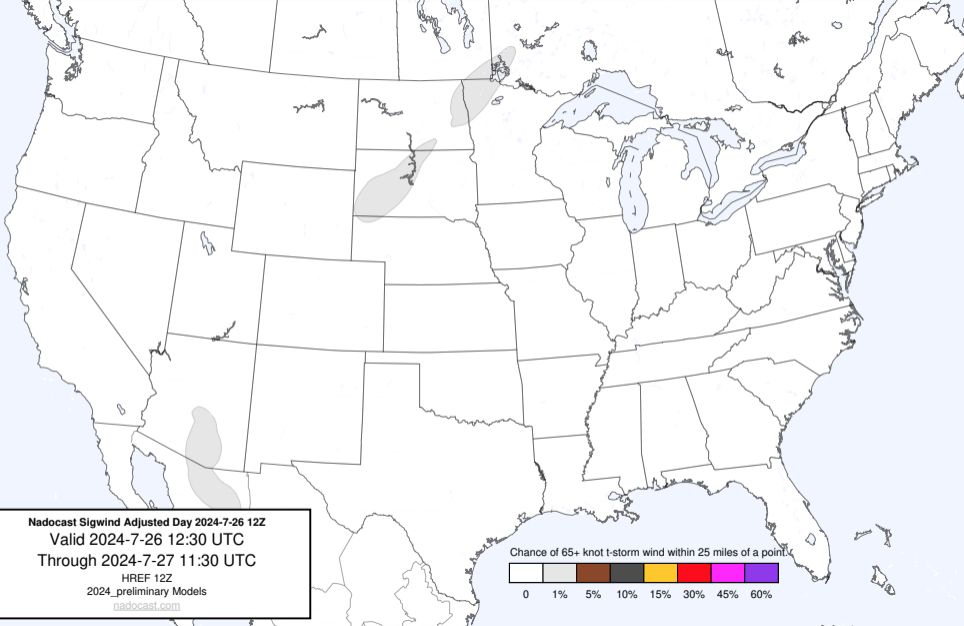 Nadocast Sigwind Adjusted Day 2024-7-26 12Z
Valid 2024-7-26 12:30 UTC
Through 2024-7-27 11:30 UTC
HREF 12Z
2024_preliminary Models
nadocast.com
Chance of 65+ knot t-storm wind within 25 miles of a point.
0 1% 5% 10% 15% 30% 45% 60%